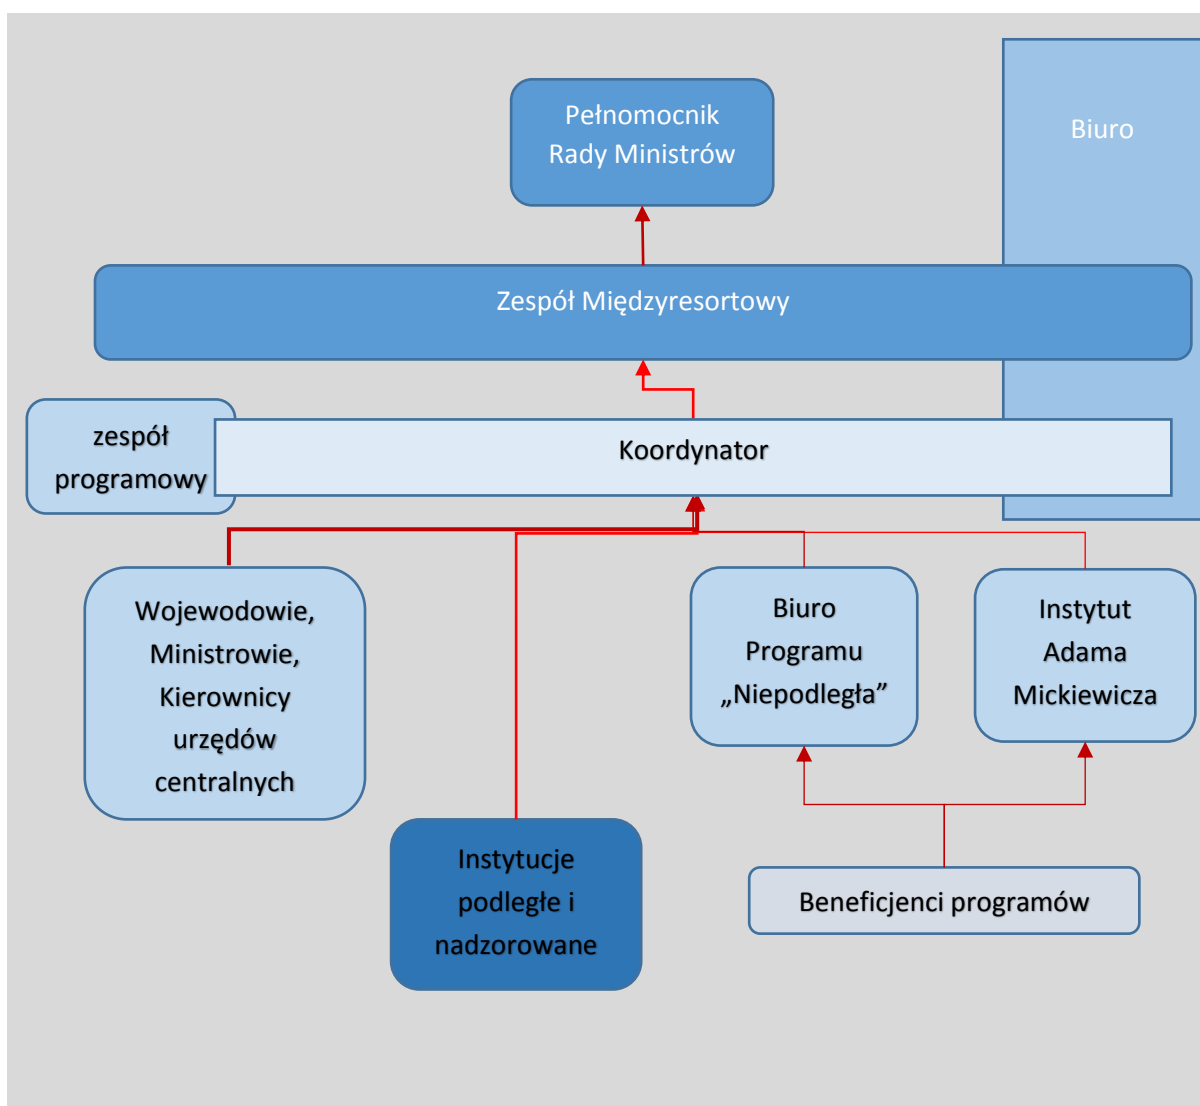 Pełnomocnik
Rady Ministrów
Biuro
Zespół Międzyresortowy
zespół
programowy
Koordynator
Wojewodowie,
Ministrowie,
Kierownicy
urzędów
centralnych
Biuro
Programu
„Niepodległa”
Instytut
Adama
Mickiewicza
Instytucje
podległe i
nadzorowane
Beneficjenci programów